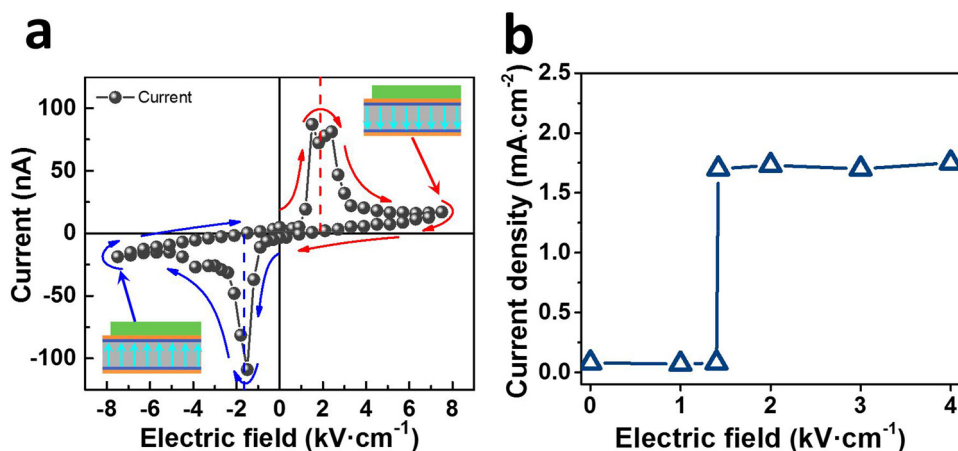 a
Current
Current (nA)
100
50
0
-50
-100
-8 -6 -4 -2 0 2 4 6 8
Electric field (kV·cm⁻¹)
b
Current density (mA·cm⁻²)
2.5
2.0
1.5
1.0
0.5
0.0
0 1 2 3 4
Electric field (kV·cm⁻¹)